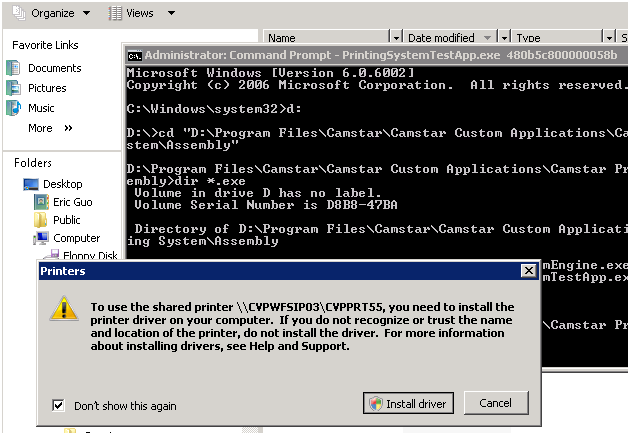 Organize
Views
Name
Date modified
Type
S
Favorite Links
Documents
Pictures
Music
More »
Folders
Desktop
Eric Guo
Public
Computer
Floppy Disk
Administrator: Command Prompt - PrintingSystemTestApp.exe 480b5c800000058b
Microsoft Windows [Version 6.0.6002]
Copyright (c) 2006 Microsoft Corporation. All rights reserved.
C:\Windows\system32>d:
D:\>cd "D:\Program Files\Camstar\Camstar Custom Applications\Ca
stem\Assembly"
D:\Program Files\Camstar\Camstar Custom Applications\Camstar Pr
embly>dir *.exe
Volume in drive D has no label.
Volume Serial Number is D8B8-47BA
Directory of D:\Program Files\Camstar\Camstar Custom Applicati
ing System\Assembly
mEngine.exe
mTestApp.exe
\Camstar Pr
Printers
To use the shared printer \\CVPWFSIP03\CVPPRT55, you need to install the
printer driver on your computer. If you do not recognize or trust the name
and location of the printer, do not install the driver. For more information
about installing drivers, see Help and Support.
Don't show this again
Install driver
Cancel